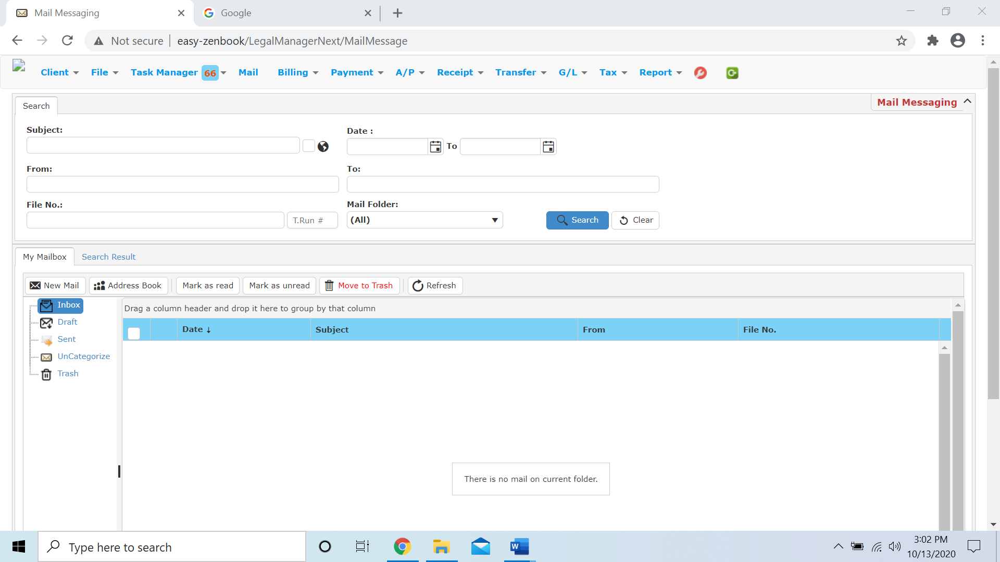 Mail Messaging
Google
Not secure
easy-zenbook/LegalManagerNext/MailMessage
Client File Task Manager 66 Mail Billing Payment A/P Receipt Transfer G/L Tax Report
Search
Mail Messaging
Subject:
Date :
To
From:
To:
File No.:
Mail Folder:
T.Run #
(All)
Search
Clear
My Mailbox
Search Result
New Mail
Address Book
Mark as read
Mark as unread
Move to Trash
Refresh
Inbox
Draft
Sent
UnCategorize
Trash
Drag a column header and drop it here to group by that column
Date ↓ Subject From File No.
There is no mail on current folder.
Type here to search
3:02 PM
10/13/2020